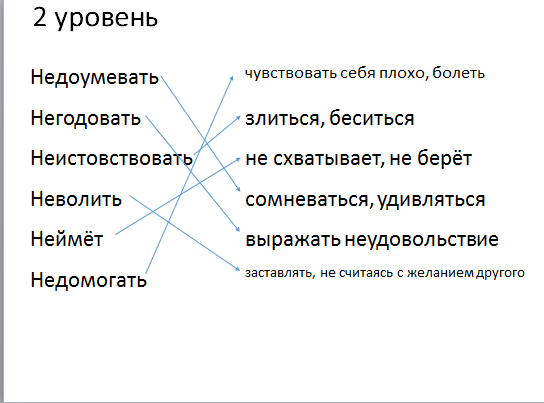 2 уровень
Недоумевать
чувствовать себя плохо, болеть
Негодовать
злиться, беситься
Неистовствовать
не схватывает, не берёт
Неволить
сомневаться, удивляться
Неймёт
выражать неудовольствие
Недомогать
заставлять, не считаясь с желанием другого